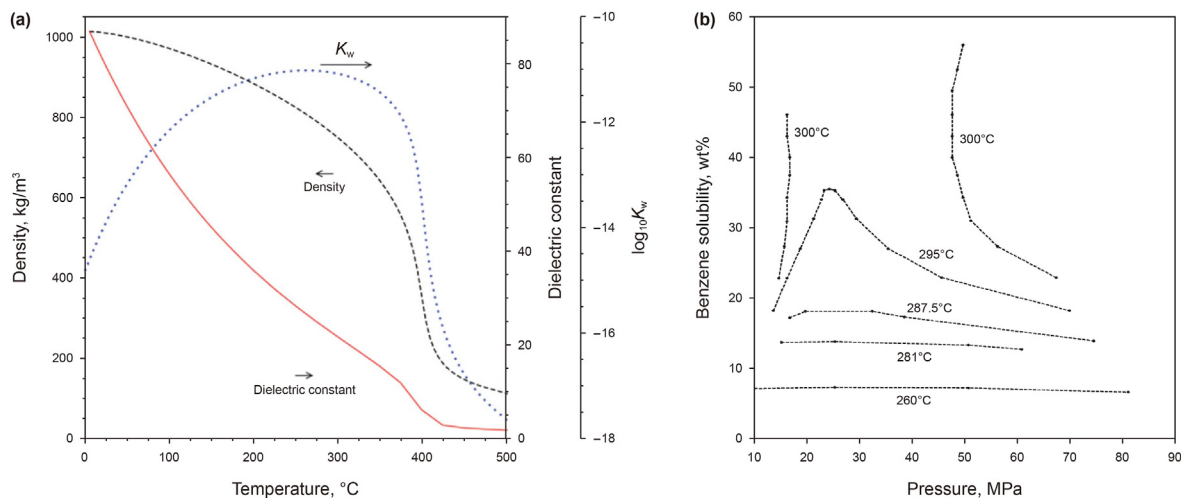 (a)
1000
800
600
400
200
0
Density, kg/m³
0
100
200
300
400
500
Temperature, °C
Kw
Density
Dielectric constant
80
60
40
20
0
Dielectric constant
−10
−12
−14
−16
−18
log₁₀Kw
(b)
60
50
40
30
20
10
0
Benzene solubility, wt%
300°C
300°C
295°C
287.5°C
281°C
260°C
10
20
30
40
50
60
70
80
90
Pressure, MPa